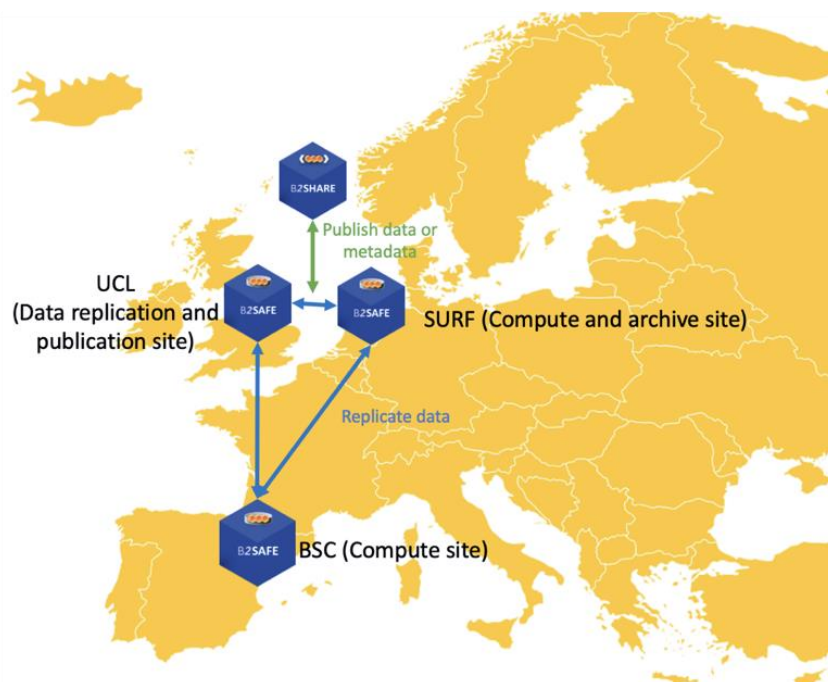 B2SHARE
Publish data or
metadata
UCL
(Data replication and
publication site)
B2SAFE
B2SAFE
SURF (Compute and archive site)
Replicate data
B2SAFE
BSC (Compute site)